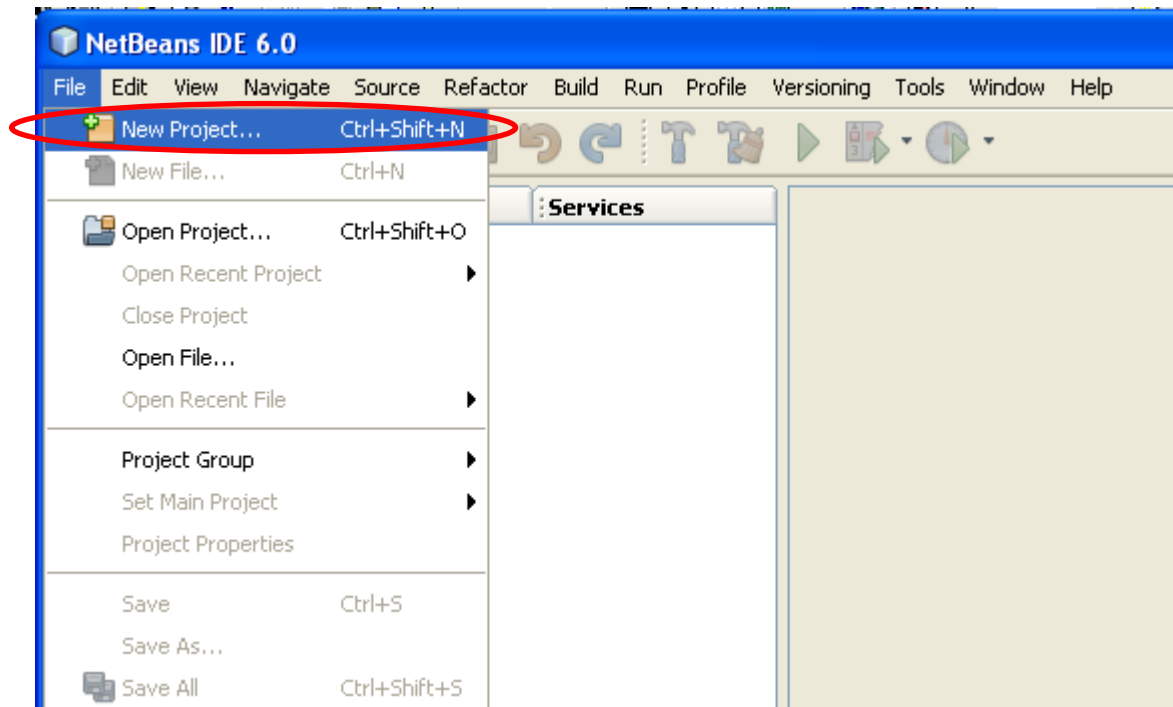 NetBeans IDE 6.0
File Edit View Navigate Source Refactor Build Run Profile Versioning Tools Window Help
New Project... Ctrl+Shift+N
New File... Ctrl+N
Services
Open Project... Ctrl+Shift+O
Open Recent Project
Close Project
Open File...
Open Recent File
Project Group
Set Main Project
Project Properties
Save Ctrl+S
Save As...
Save All Ctrl+Shift+S